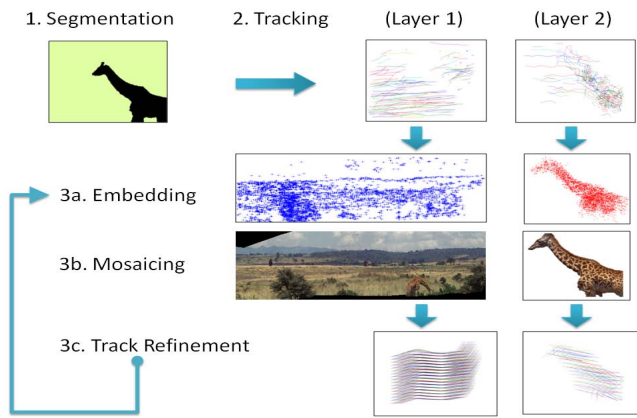 1. Segmentation
2. Tracking
(Layer 1)
(Layer 2)
3a. Embedding
3b. Mosaicing
3c. Track Refinement